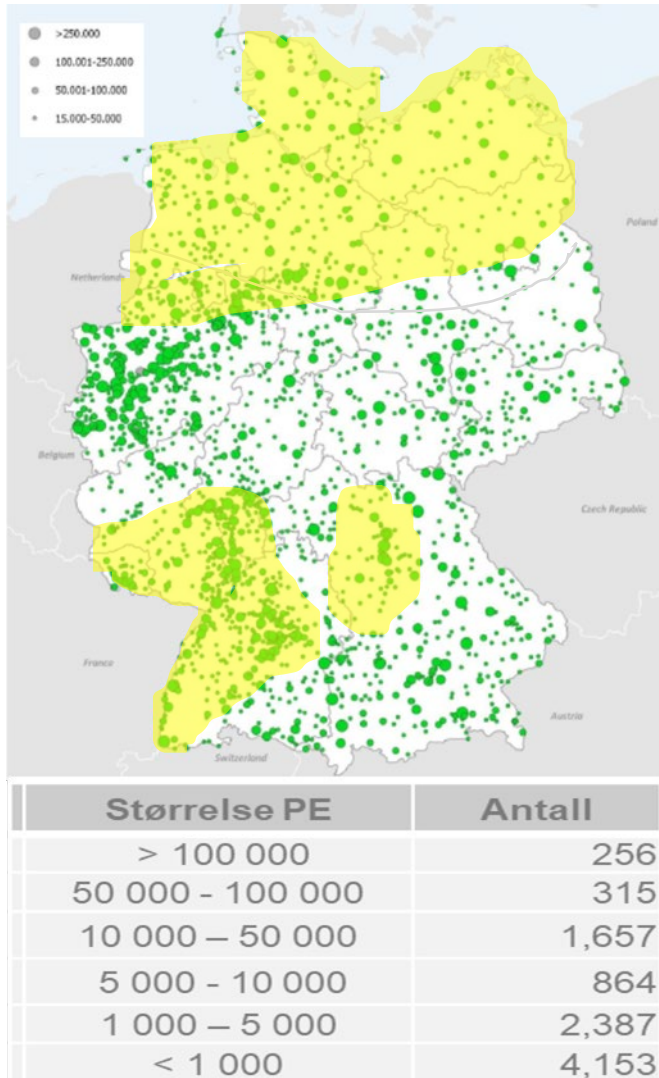 >250.000
100.001-250.000
50.001-100.000
15.000-50.000
Poland
Netherlands
Belgium
Czech Republic
France
Austria
Switzerland
Størrelse PE Antall
> 100 000 256
50 000 - 100 000 315
10 000 – 50 000 1,657
5 000 - 10 000 864
1 000 – 5 000 2,387
< 1 000 4,153